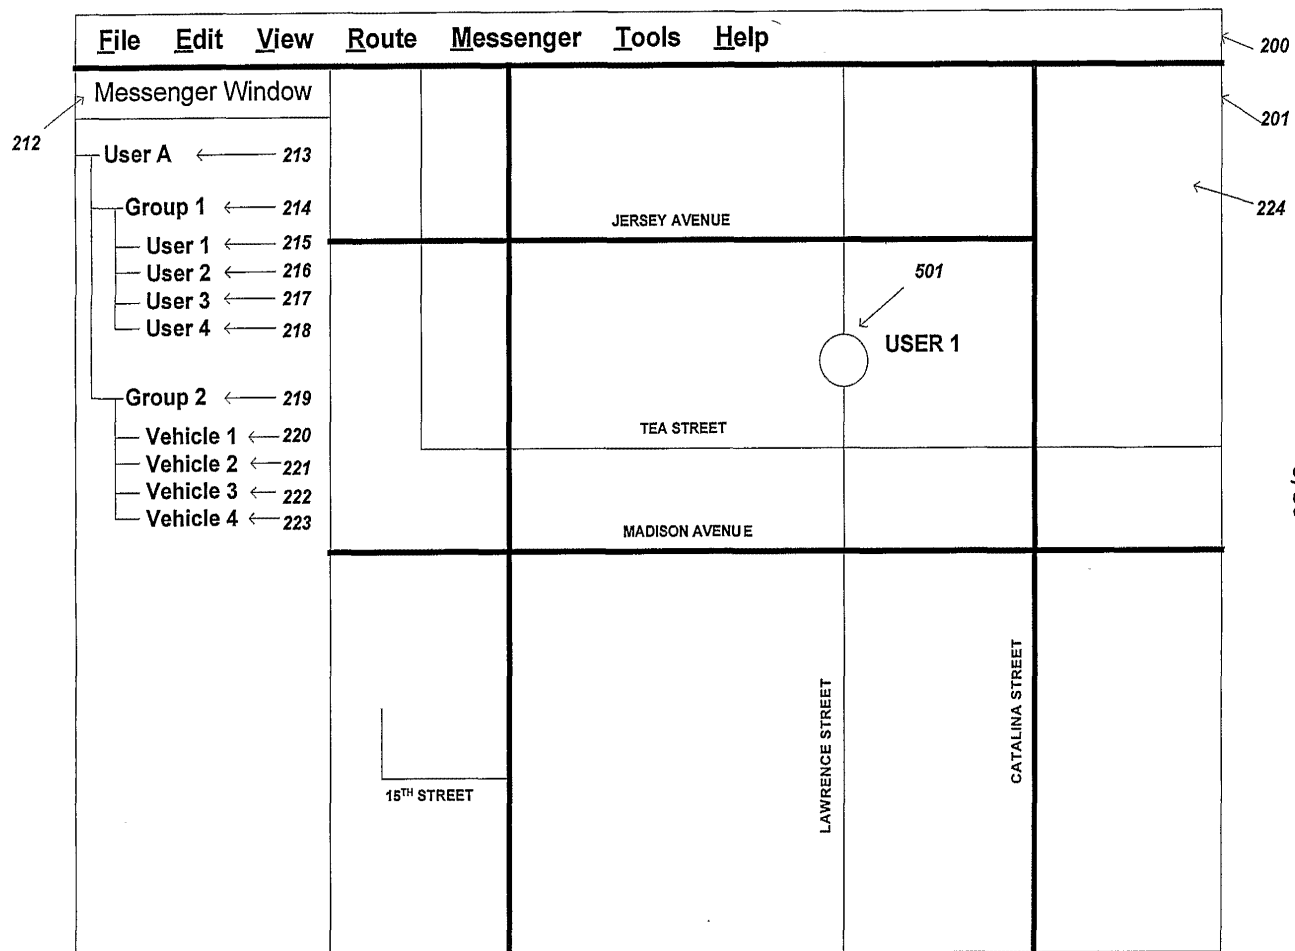 File Edit View Route Messenger Tools Help
200
Messenger Window
201
212
User A
213
Group 1
214
224
JERSEY AVENUE
User 1
215
User 2
216
501
User 3
217
User 4
218
USER 1
Group 2
219
TEA STREET
Vehicle 1
220
Vehicle 2
221
Vehicle 3
222
Vehicle 4
223
MADISON AVENUE
LAWRENCE STREET
CATALINA STREET
15TH STREET